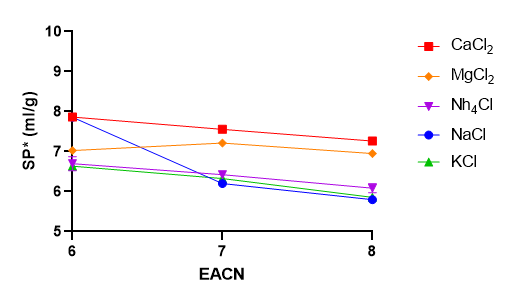 10
9
8
7
6
5
SP* (ml/g)
6
7
8
EACN
CaCl₂
MgCl₂
Nh₄Cl
NaCl
KCl